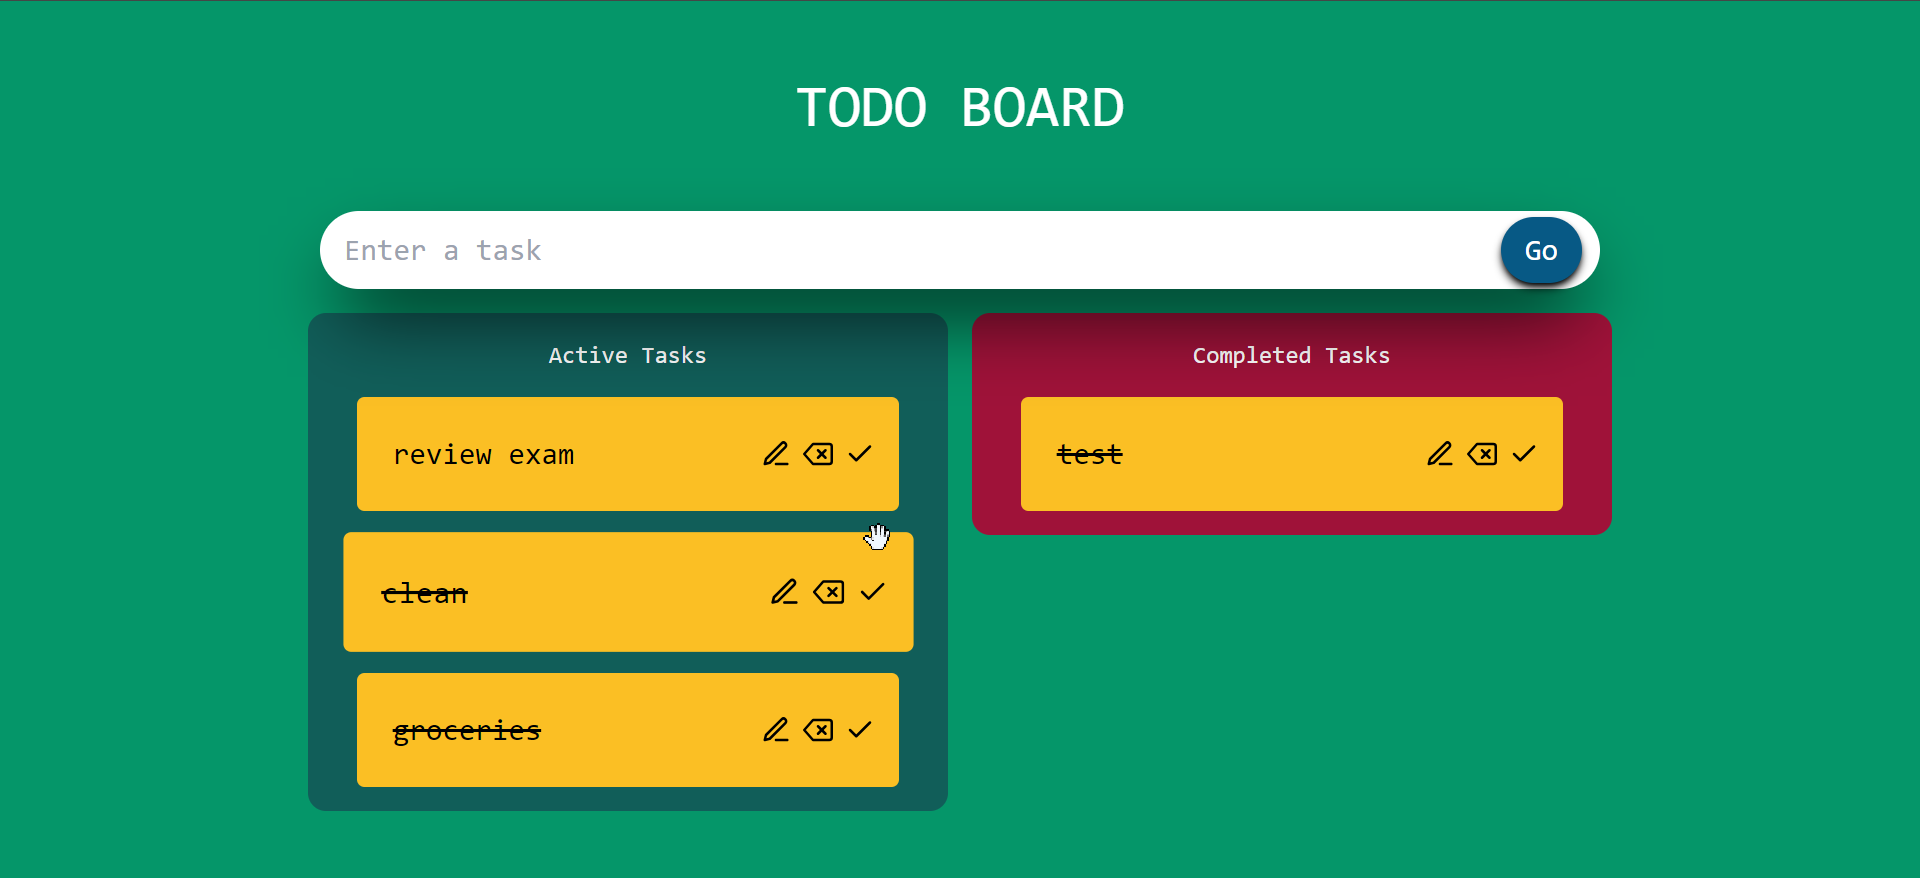 TODO BOARD
Enter a task
Go
Active Tasks
review exam
clean
groceries
Completed Tasks
test